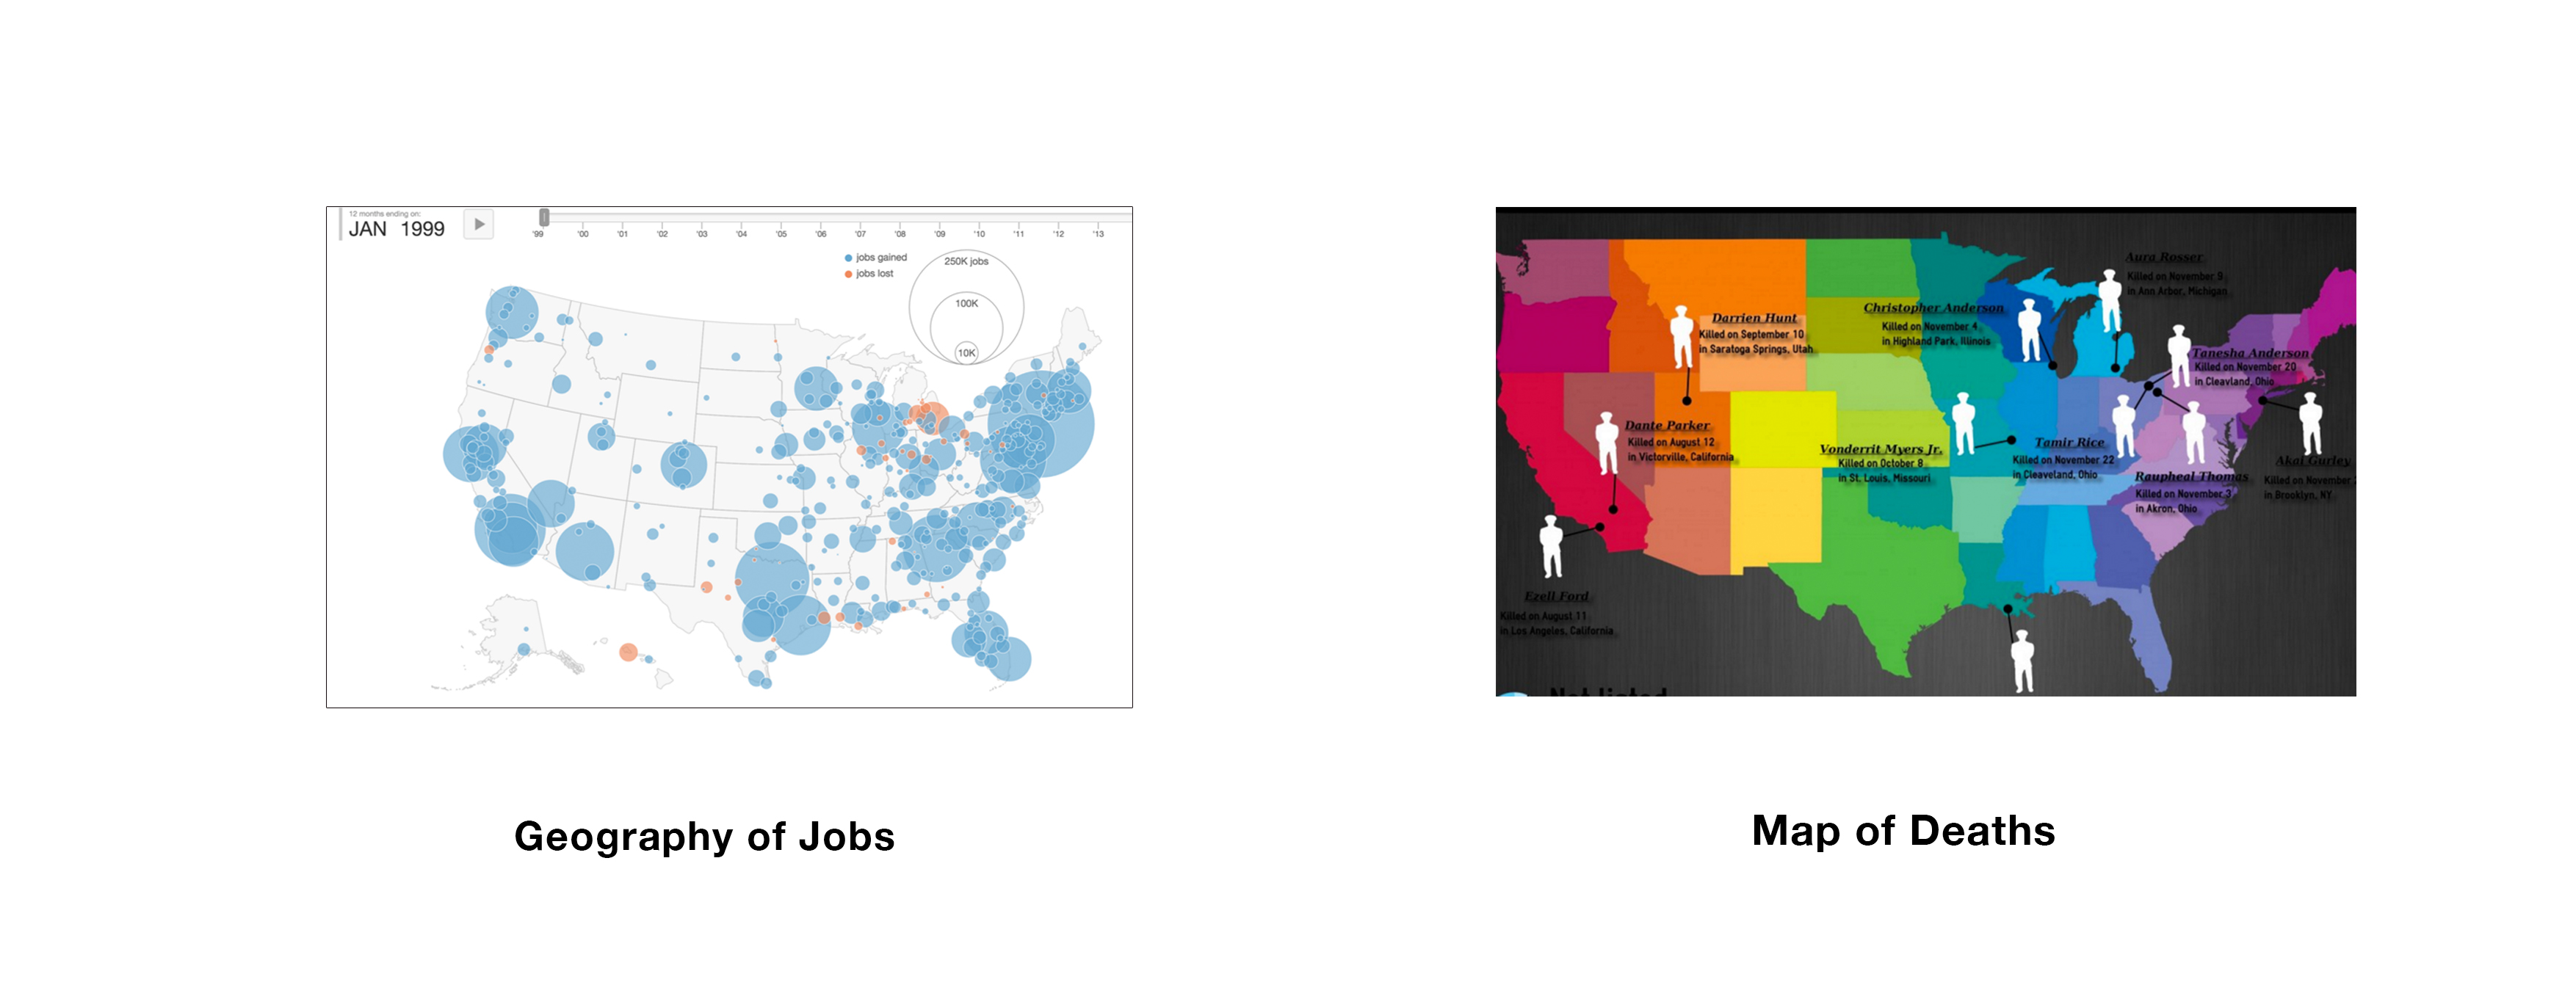 12 months ending on:
JAN 1999
'99 '00 '01 '02 '03 '04 '05 '06 '07 '08 '09 '10 '11 '12 '13
jobs gained
jobs lost
250K jobs
100K
10K
Geography of Jobs
Aura Rosser
Killed on November 9
in Ann Arbor, Michigan
Christopher Anderson
Killed on November 4
in Highland Park, Illinois
Darrien Hunt
Killed on September 10
in Saratoga Springs, Utah
Tanesha Anderson
Killed on November 20
in Cleavland, Ohio
Dante Parker
Killed on August 12
in Victorville, California
Vonderrit Myers Jr.
Killed on October 8
in St. Louis, Missouri
Tamir Rice
Killed on November 22
in Cleaveland, Ohio
Raupheal Thomas
Killed on November 3
in Akron, Ohio
Akai Gurley
Killed on November
in Brooklyn, NY
Ezell Ford
Killed on August 11
in Los Angeles, California
Not listed
Map of Deaths